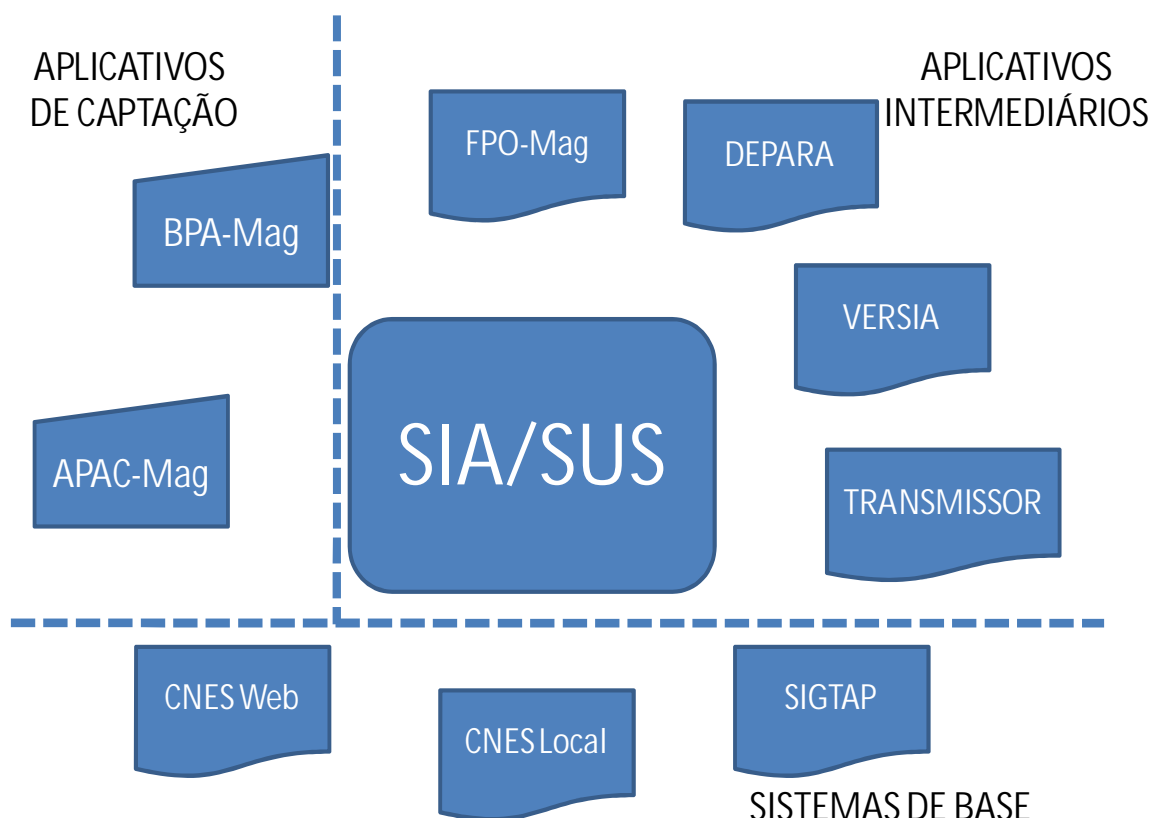 APLICATIVOS
DE CAPTAÇÃO
APLICATIVOS
INTERMEDIÁRIOS
FPO-Mag
DEPARA
BPA-Mag
VERSIA
SIA/SUS
APAC-Mag
TRANSMISSOR
CNES Web
CNES Local
SIGTAP
SISTEMAS DE BASE